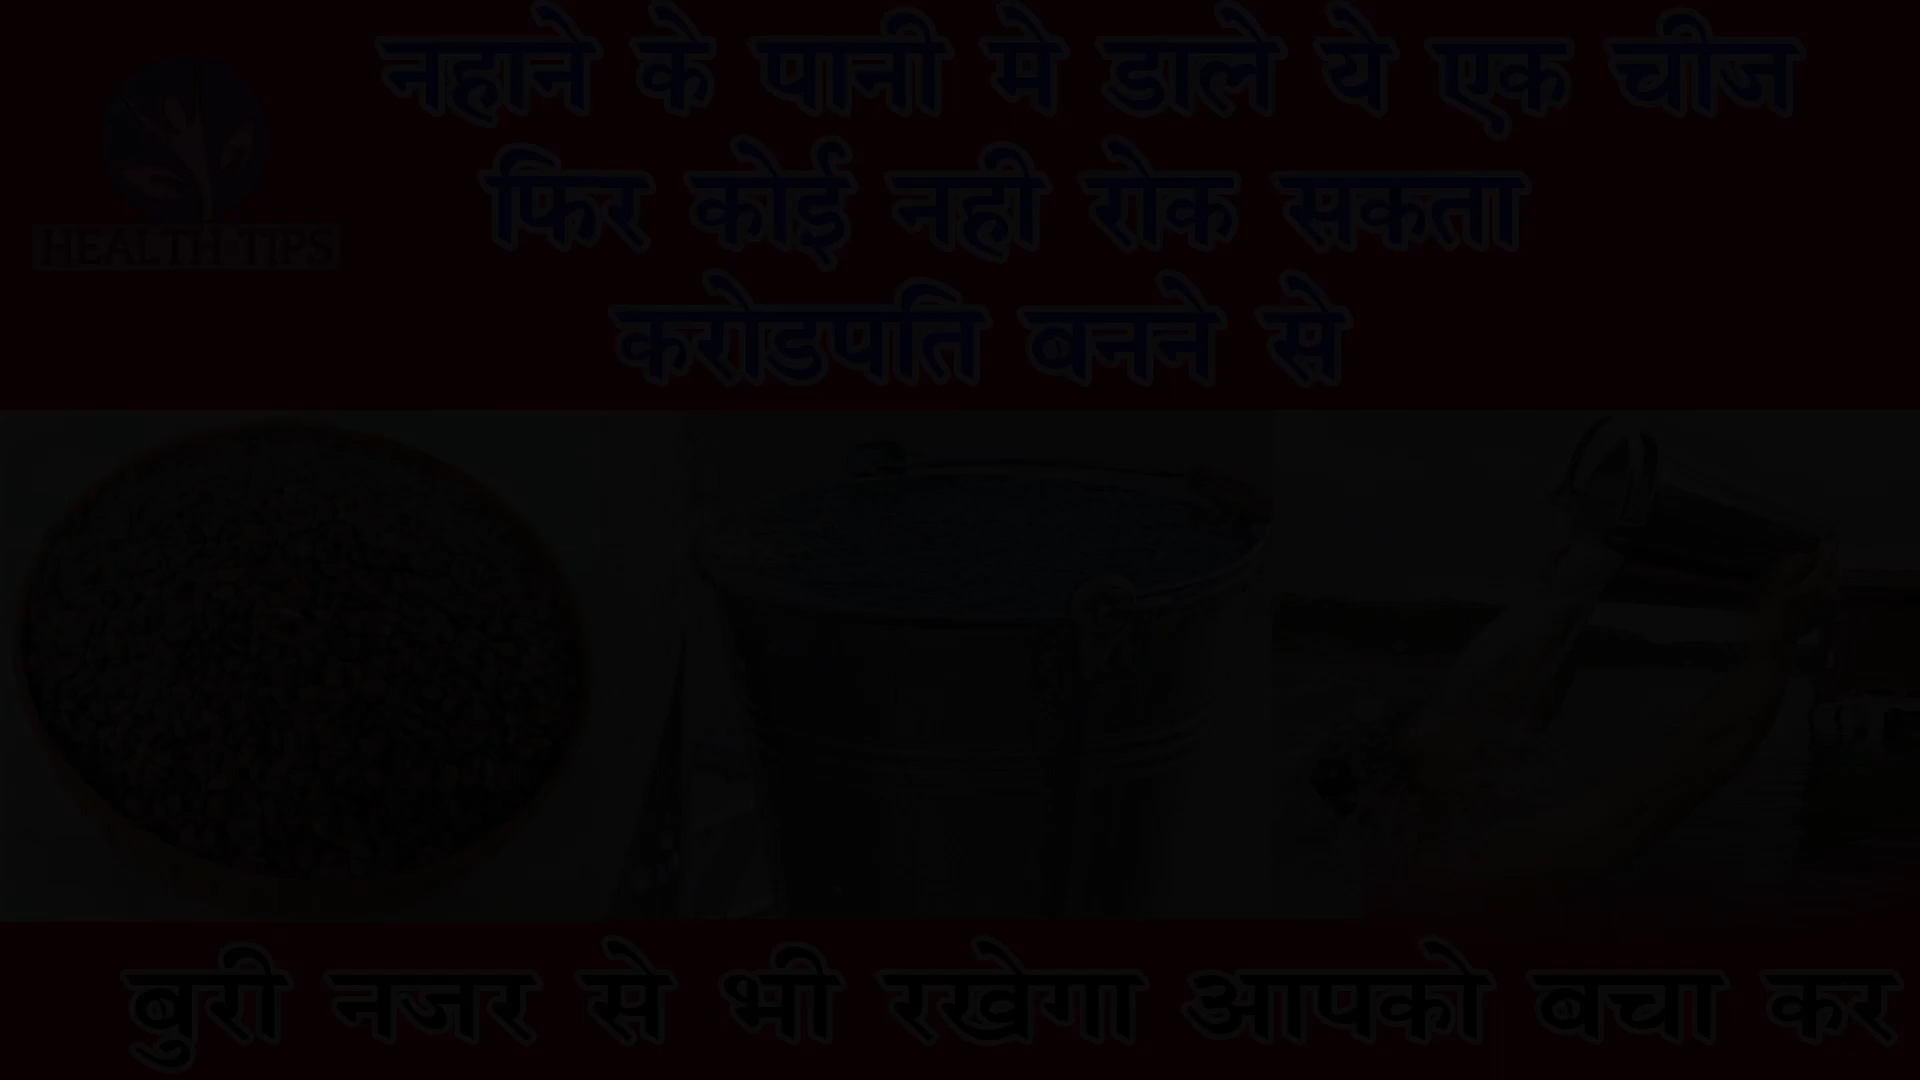 नहाने के पानी मे डाले ये एक चीज
HEALTH TIPS
फिर कोई नही रोक सकता
करोडपति बनने से
बुरी नजर से भी रखेगा आपको बचा कर